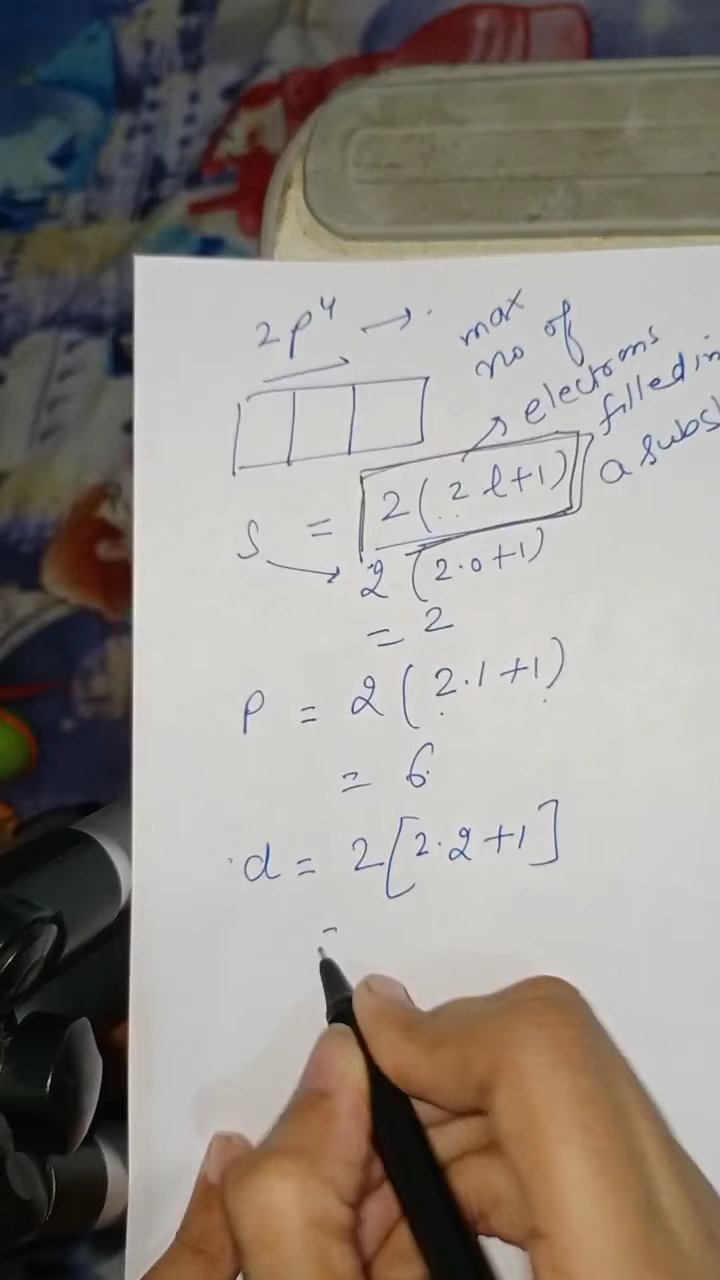 2p⁴ →
max
no of
electrons
filled in
a subs
s = 2(2l+1)
2(2·0+1)
= 2
p = 2(2·1+1)
= 6
d = 2[2·2+1]